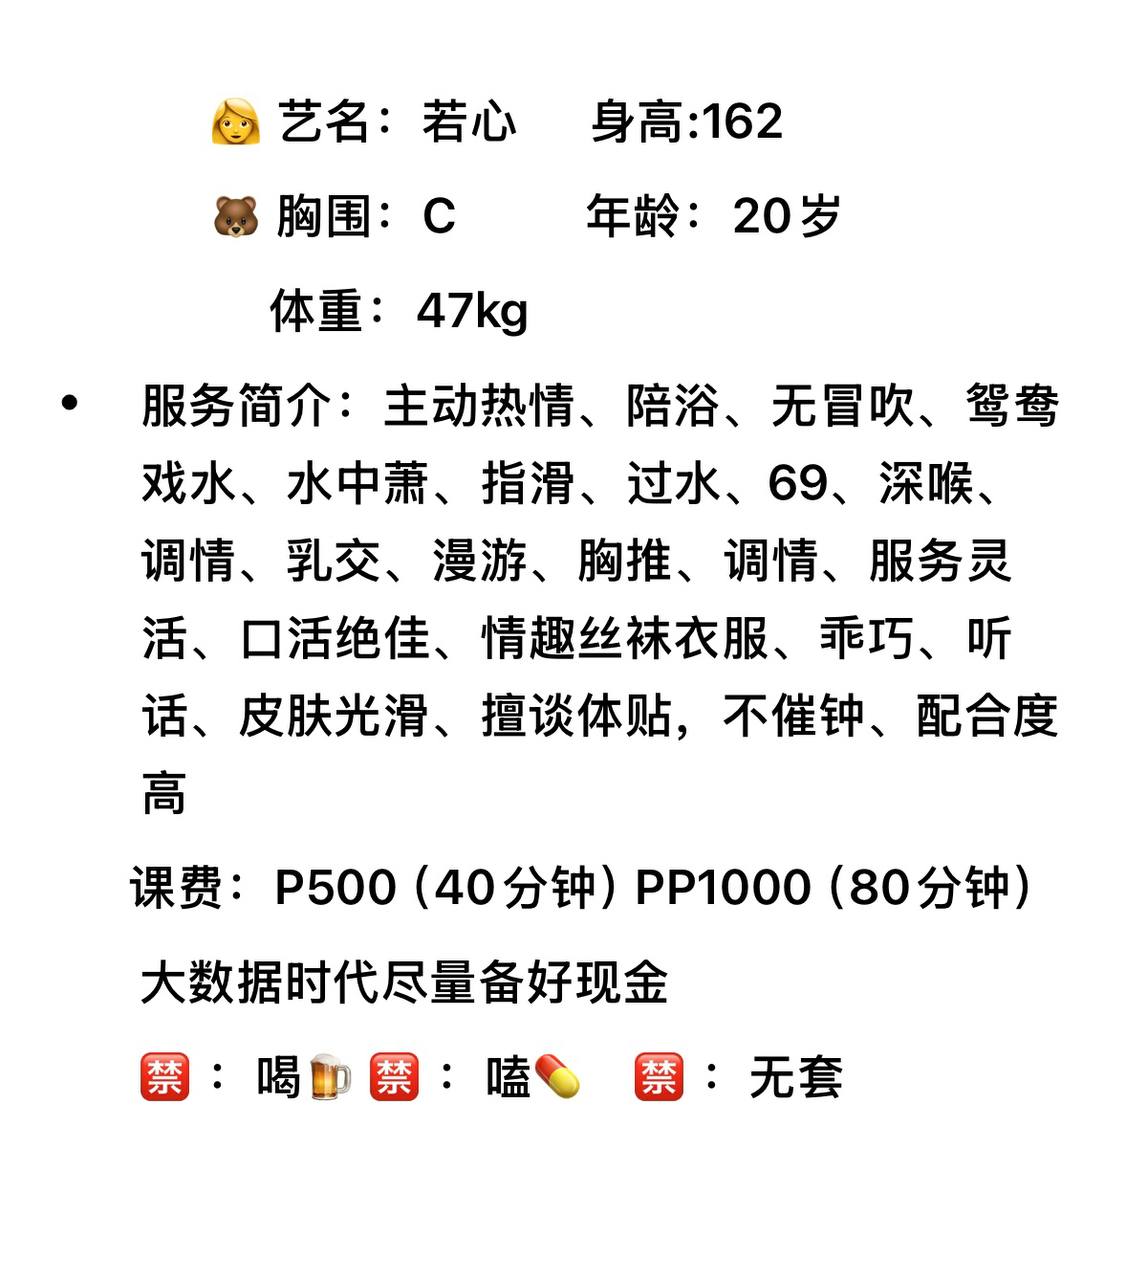 👩 艺名：若心 身高:162
🐻 胸围：C 年龄：20岁
体重：47kg
• 服务简介：主动热情、陪浴、无冒吹、鸳鸯
戏水、水中萧、指滑、过水、69、深喉、
调情、乳交、漫游、胸推、调情、服务灵
活、口活绝佳、情趣丝袜衣服、乖巧、听
话、皮肤光滑、擅谈体贴，不催钟、配合度
高
课费：P500（40分钟）PP1000（80分钟）
大数据时代尽量备好现金
🈲：喝🍺🈲：嗑💊 🈲：无套